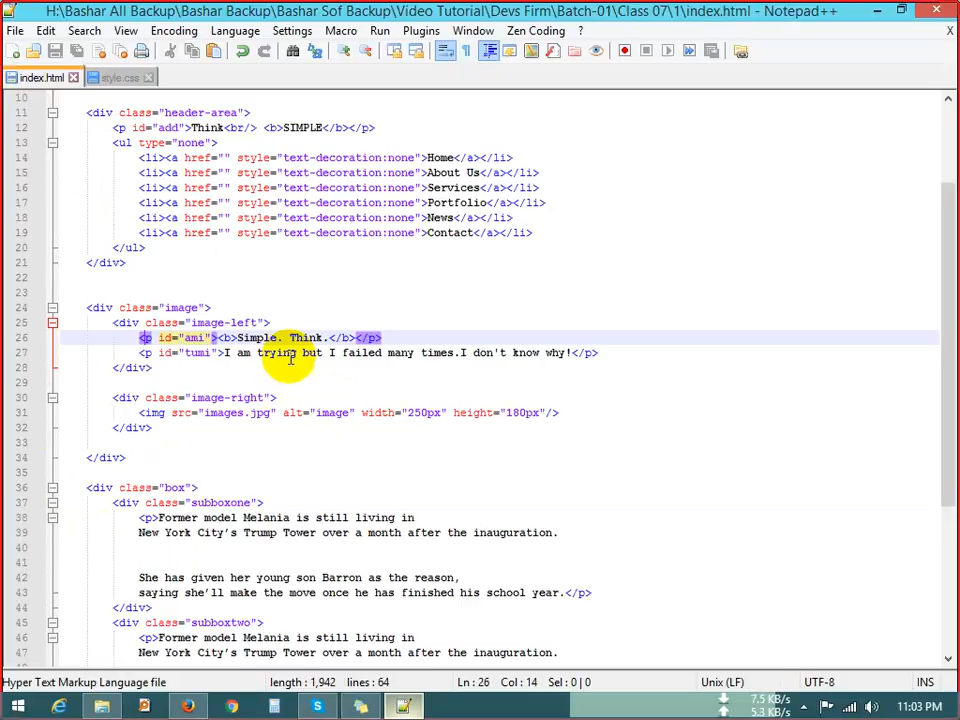 H:\Bashar All Backup\Bashar Backup\Bashar Sof Backup\Video Tutorial\Devs Firm\Batch-01\Class 07\1\index.html - Notepad++
File Edit Search View Encoding Language Settings Macro Run Plugins Window Zen Coding ? X
index.html style.css
10
11 <div class="header-area">
12 <p id="add">Think<br/> <b>SIMPLE</b></p>
13 <ul type="none">
14 <li><a href="" style="text-decoration:none">Home</a></li>
15 <li><a href="" style="text-decoration:none">About Us</a></li>
16 <li><a href="" style="text-decoration:none">Services</a></li>
17 <li><a href="" style="text-decoration:none">Portfolio</a></li>
18 <li><a href="" style="text-decoration:none">News</a></li>
19 <li><a href="" style="text-decoration:none">Contact</a></li>
20 </ul>
21 </div>
22
23
24 <div class="image">
25 <div class="image-left">
26 <p id="ami"><b>Simple. Think.</b></p>
27 <p id="tumi">I am trying but I failed many times.I don't know why!</p>
28 </div>
29
30 <div class="image-right">
31 <img src="images.jpg" alt="image" width="250px" height="180px"/>
32 </div>
33
34 </div>
35
36 <div class="box">
37 <div class="subboxone">
38 <p>Former model Melania is still living in
39 New York City's Trump Tower over a month after the inauguration.
40
41
42 She has given her young son Barron as the reason,
43 saying she'll make the move once he has finished his school year.</p>
44 </div>
45 <div class="subboxtwo">
46 <p>Former model Melania is still living in
47 New York City's Trump Tower over a month after the inauguration.
Hyper Text Markup Language file length : 1,942 lines : 64 Ln : 26 Col : 14 Sel : 0 | 0 Unix (LF) UTF-8 INS
7.5 KB/s
5.3 KB/s
11:03 PM